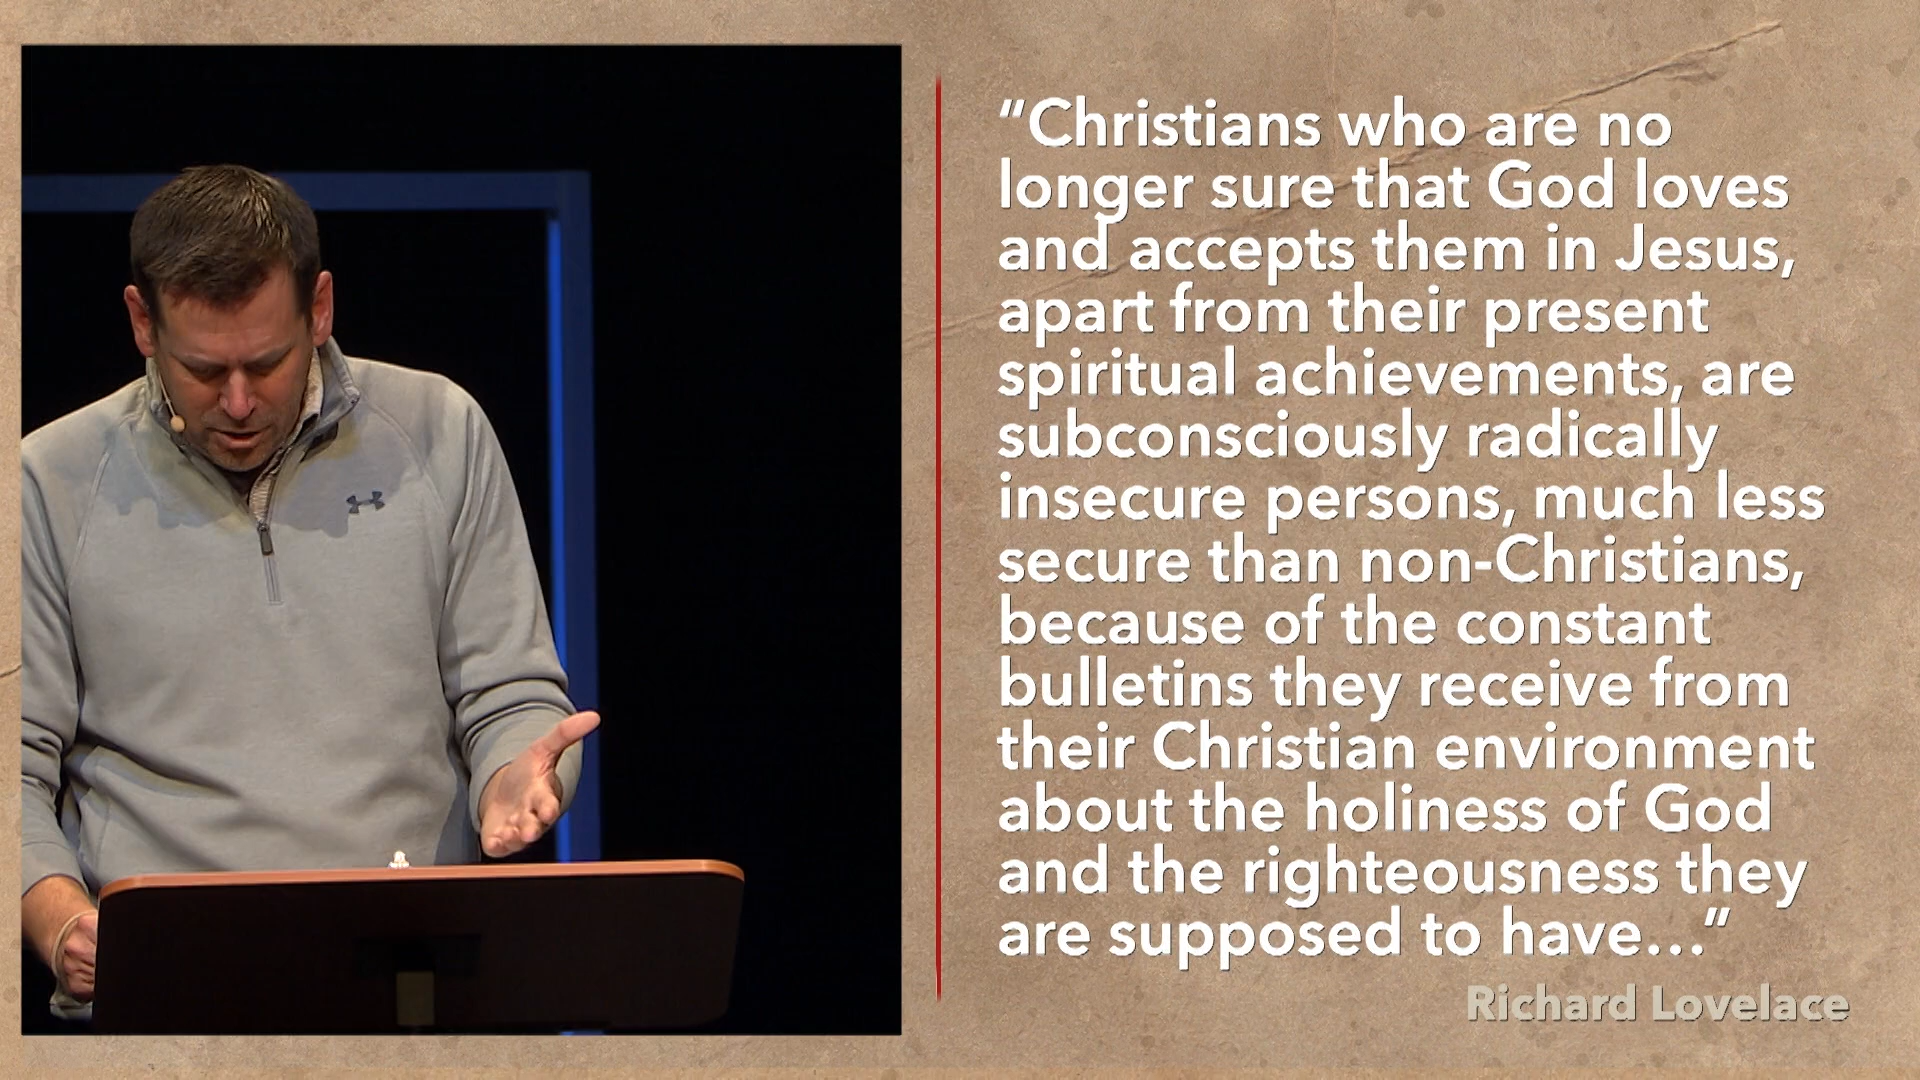 “Christians who are no
longer sure that God loves
and accepts them in Jesus,
apart from their present
spiritual achievements, are
subconsciously radically
insecure persons, much less
secure than non-Christians,
because of the constant
bulletins they receive from
their Christian environment
about the holiness of God
and the righteousness they
are supposed to have…”
Richard Lovelace